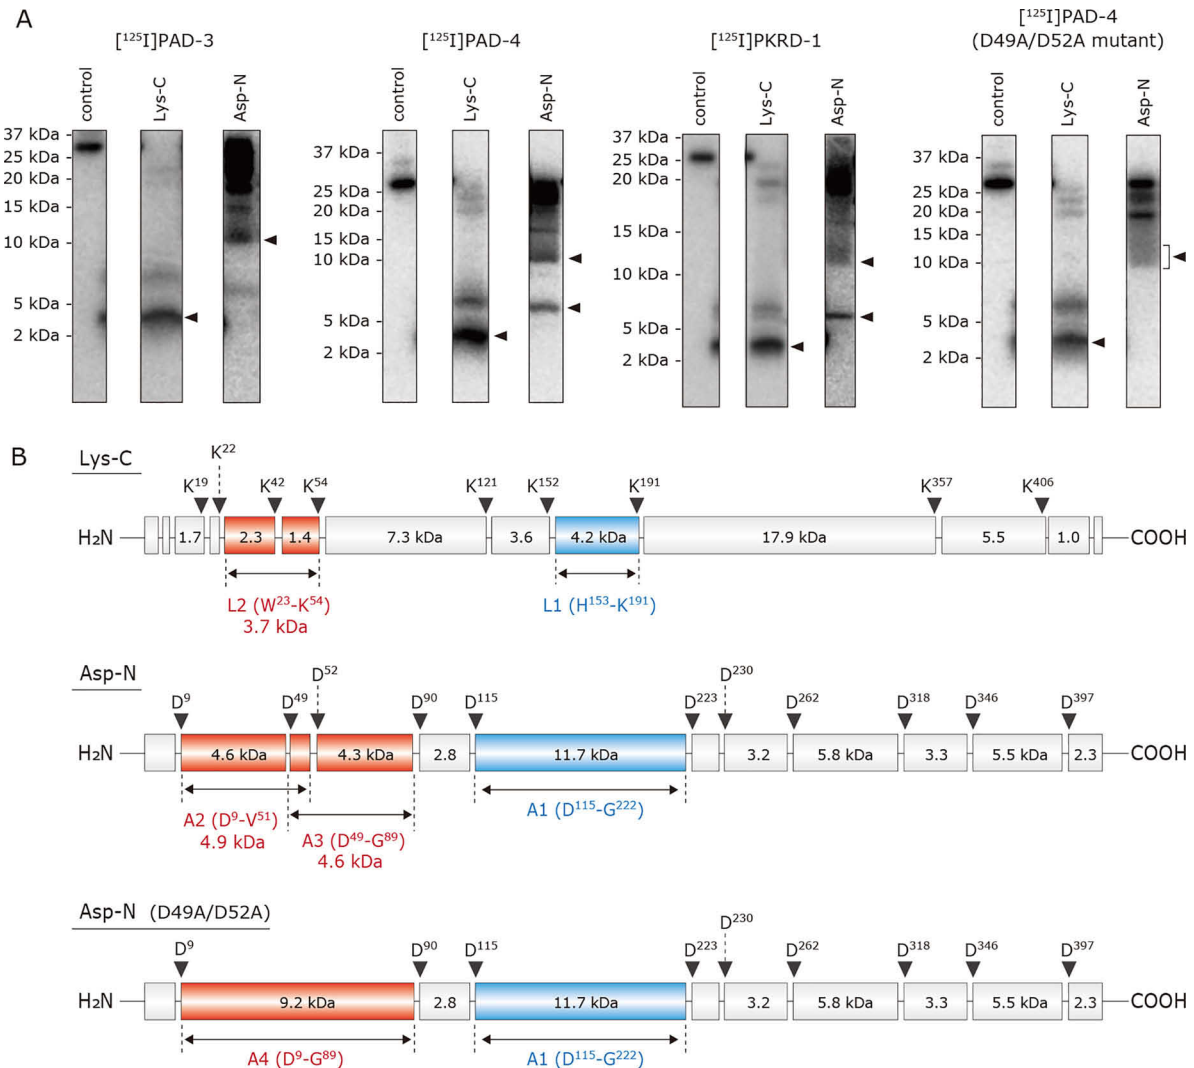 A
[¹²⁵I]PAD-3
control
Lys-C
Asp-N
37 kDa -
25 kDa -
20 kDa -
15 kDa -
10 kDa -
5 kDa -
2 kDa -
[¹²⁵I]PAD-4
control
Lys-C
Asp-N
37 kDa -
25 kDa -
20 kDa -
15 kDa -
10 kDa -
5 kDa -
2 kDa -
[¹²⁵I]PKRD-1
control
Lys-C
Asp-N
37 kDa -
25 kDa -
20 kDa -
15 kDa -
10 kDa -
5 kDa -
2 kDa -
[¹²⁵I]PAD-4
(D49A/D52A mutant)
control
Lys-C
Asp-N
37 kDa -
25 kDa -
20 kDa -
15 kDa -
10 kDa -
5 kDa -
2 kDa -
B
Lys-C
K¹⁹ K²² K⁴² K⁵⁴ K¹²¹ K¹⁵² K¹⁹¹ K³⁵⁷ K⁴⁰⁶
H₂N 1.7 2.3 1.4 7.3 kDa 3.6 4.2 kDa 17.9 kDa 5.5 1.0 COOH
L2 (W²³-K⁵⁴) L1 (H¹⁵³-K¹⁹¹)
3.7 kDa
Asp-N
D⁹ D⁴⁹ D⁵² D⁹⁰ D¹¹⁵ D²²³ D²³⁰ D²⁶² D³¹⁸ D³⁴⁶ D³⁹⁷
H₂N 4.6 kDa 4.3 kDa 2.8 11.7 kDa 3.2 5.8 kDa 3.3 5.5 kDa 2.3 COOH
A2 (D⁹-V⁵¹) A1 (D¹¹⁵-G²²²)
4.9 kDa
A3 (D⁴⁹-G⁸⁹)
4.6 kDa
Asp-N (D49A/D52A)
D⁹ D⁹⁰ D¹¹⁵ D²²³ D²³⁰ D²⁶² D³¹⁸ D³⁴⁶ D³⁹⁷
H₂N 9.2 kDa 2.8 11.7 kDa 3.2 5.8 kDa 3.3 5.5 kDa 2.3 COOH
A4 (D⁹-G⁸⁹) A1 (D¹¹⁵-G²²²)